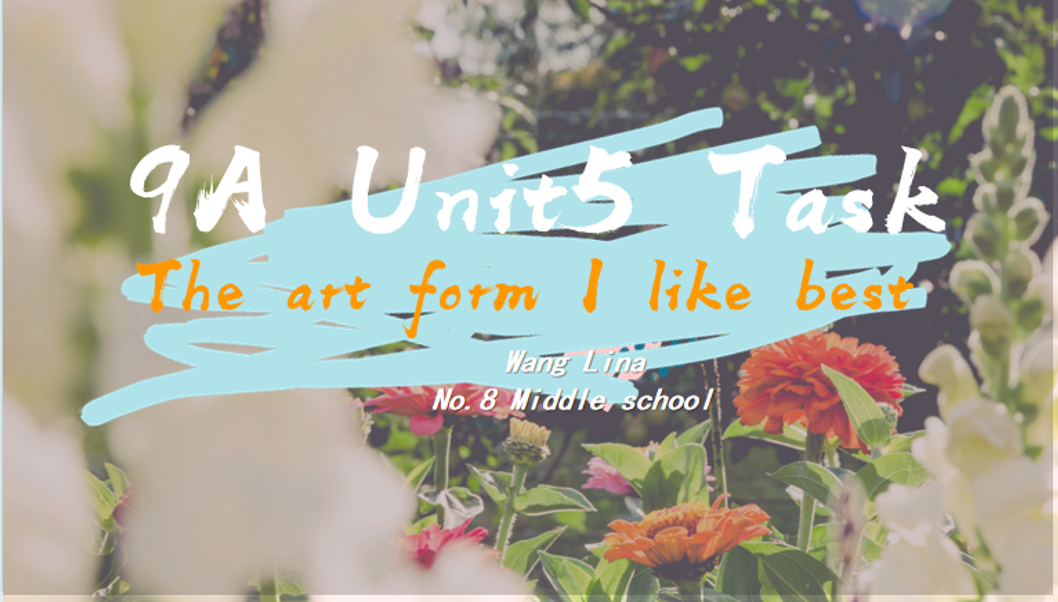 9A Unit5 Task
The art form I like best
Wang Lina
No.8 Middle school